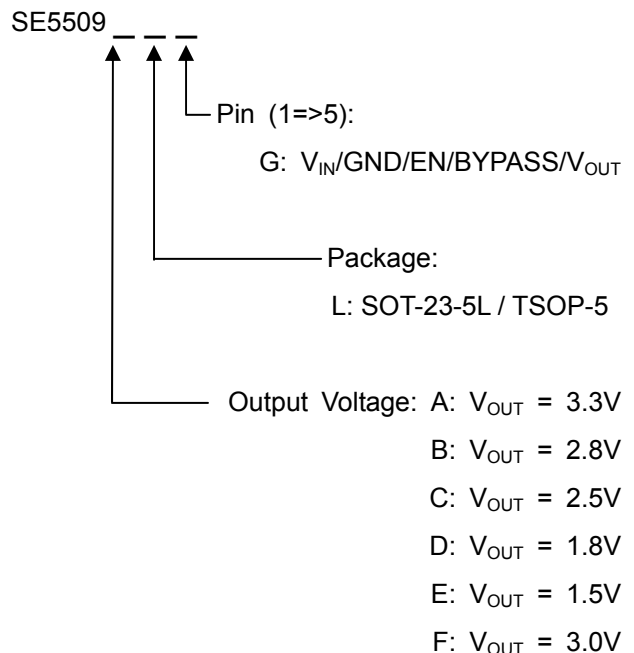 SE5509_ _ _
Pin (1=>5):
G: VIN/GND/EN/BYPASS/VOUT
Package:
L: SOT-23-5L / TSOP-5
Output Voltage: A: VOUT = 3.3V
B: VOUT = 2.8V
C: VOUT = 2.5V
D: VOUT = 1.8V
E: VOUT = 1.5V
F: VOUT = 3.0V